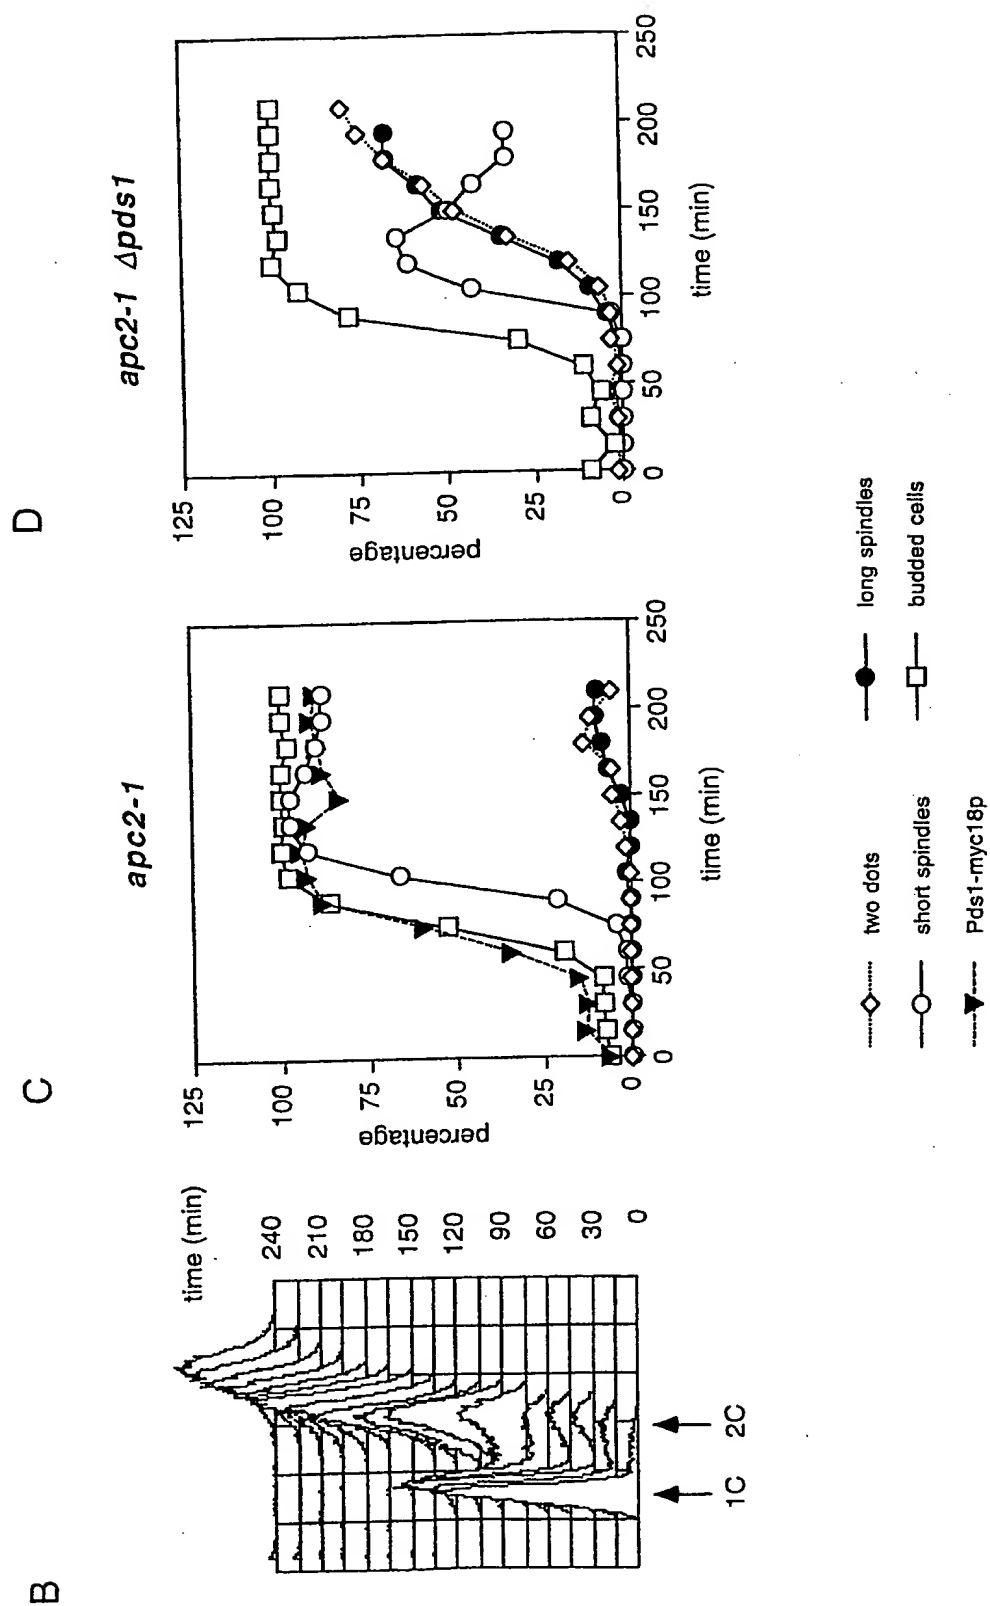 B
time (min)
240
210
180
150
120
90
60
30
0
1C
2C
C
apc2-1
percentage
125
100
75
50
25
0
0
50
100
150
200
250
time (min)
D
apc2-1 Δpds1
percentage
125
100
75
50
25
0
0
50
100
150
200
250
time (min)
two dots
long spindles
short spindles
budded cells
Pds1-myc18p